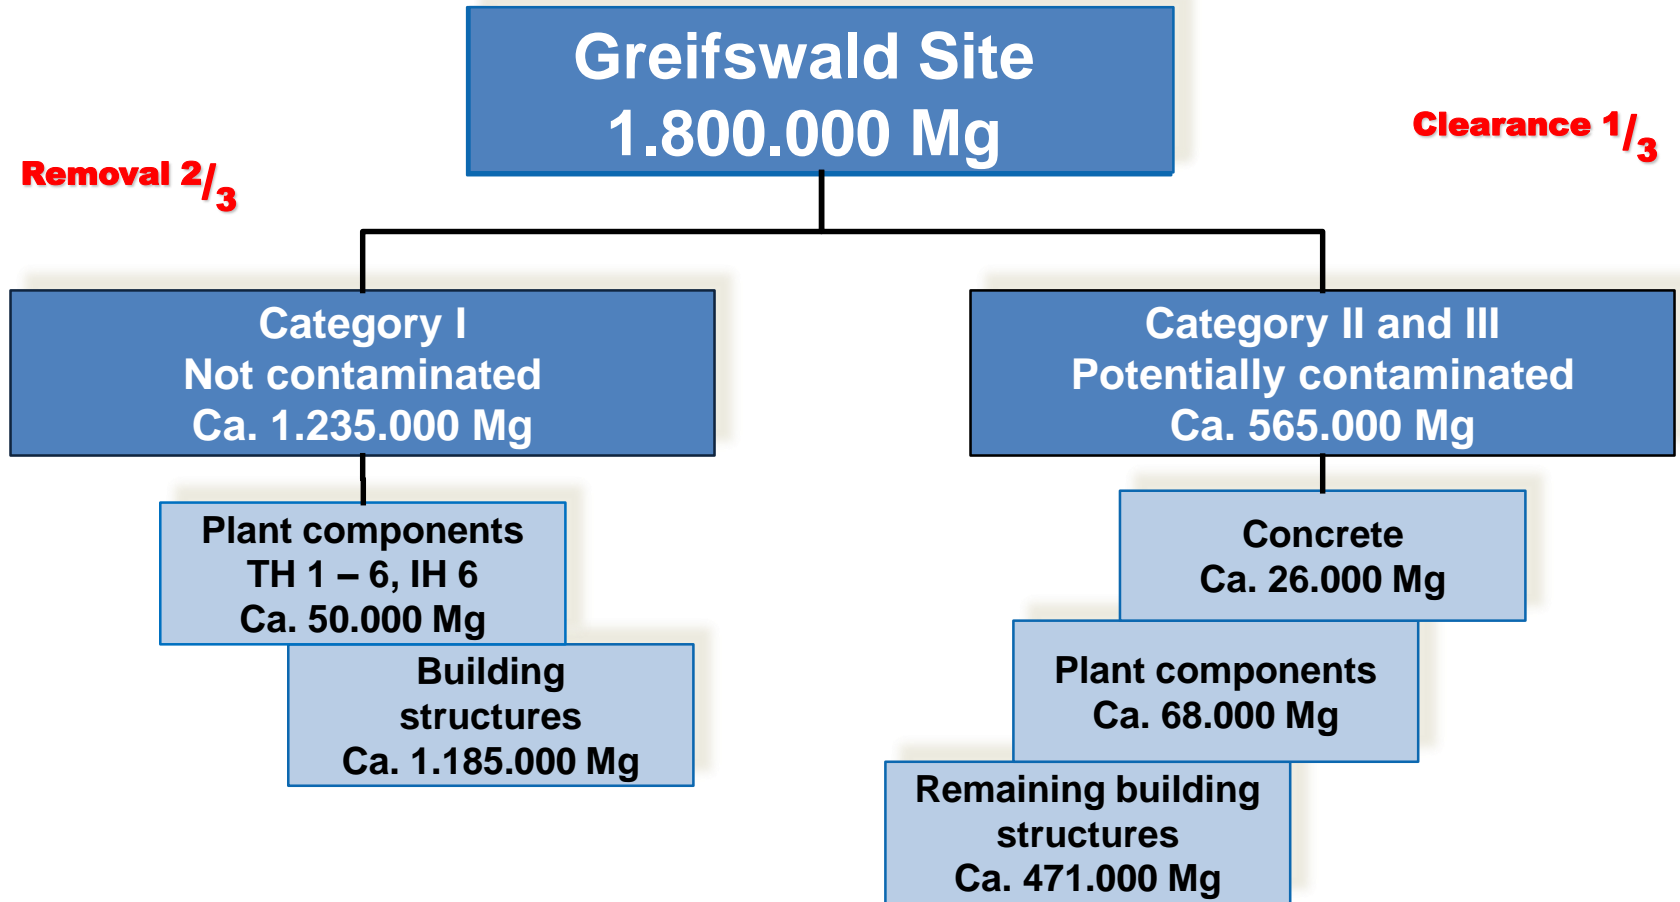 Greifswald Site
1.800.000 Mg
Removal 2/3
Clearance 1/3
Category I
Not contaminated
Ca. 1.235.000 Mg
Category II and III
Potentially contaminated
Ca. 565.000 Mg
Plant components
TH 1 – 6, IH 6
Ca. 50.000 Mg
Building
structures
Ca. 1.185.000 Mg
Concrete
Ca. 26.000 Mg
Plant components
Ca. 68.000 Mg
Remaining building
structures
Ca. 471.000 Mg